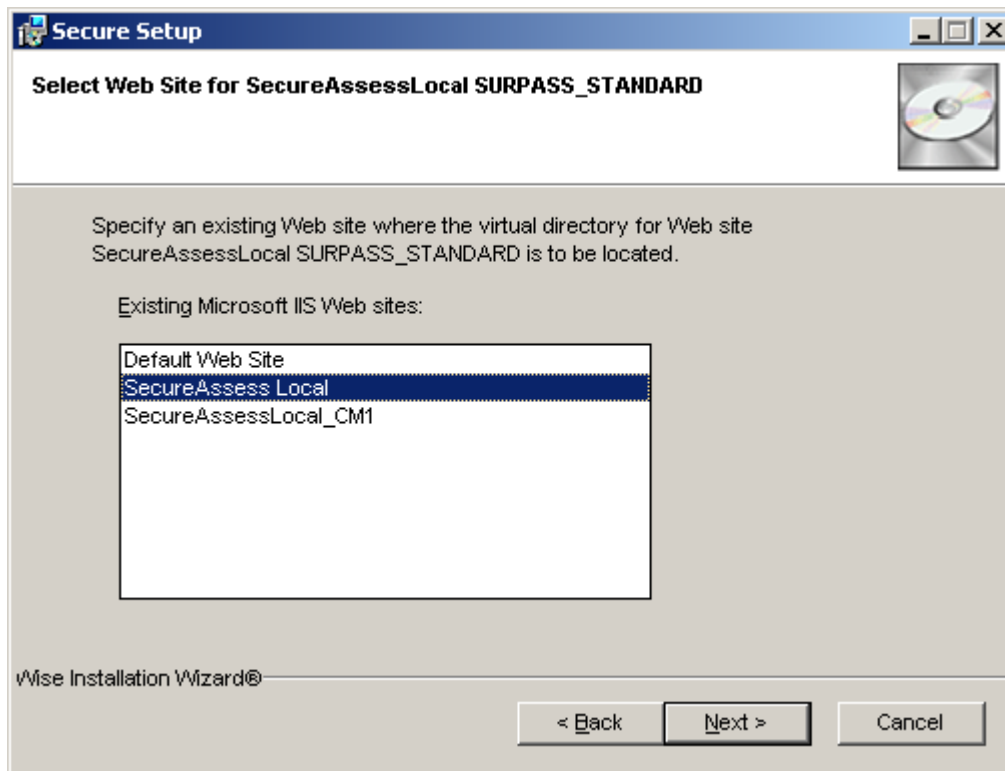 Secure Setup
Select Web Site for SecureAssessLocal SURPASS_STANDARD
Specify an existing Web site where the virtual directory for Web site
SecureAssessLocal SURPASS_STANDARD is to be located.
Existing Microsoft IIS Web sites:
Default Web Site
SecureAssess Local
SecureAssessLocal_CM1
Wise Installation Wizard®
< Back Next > Cancel